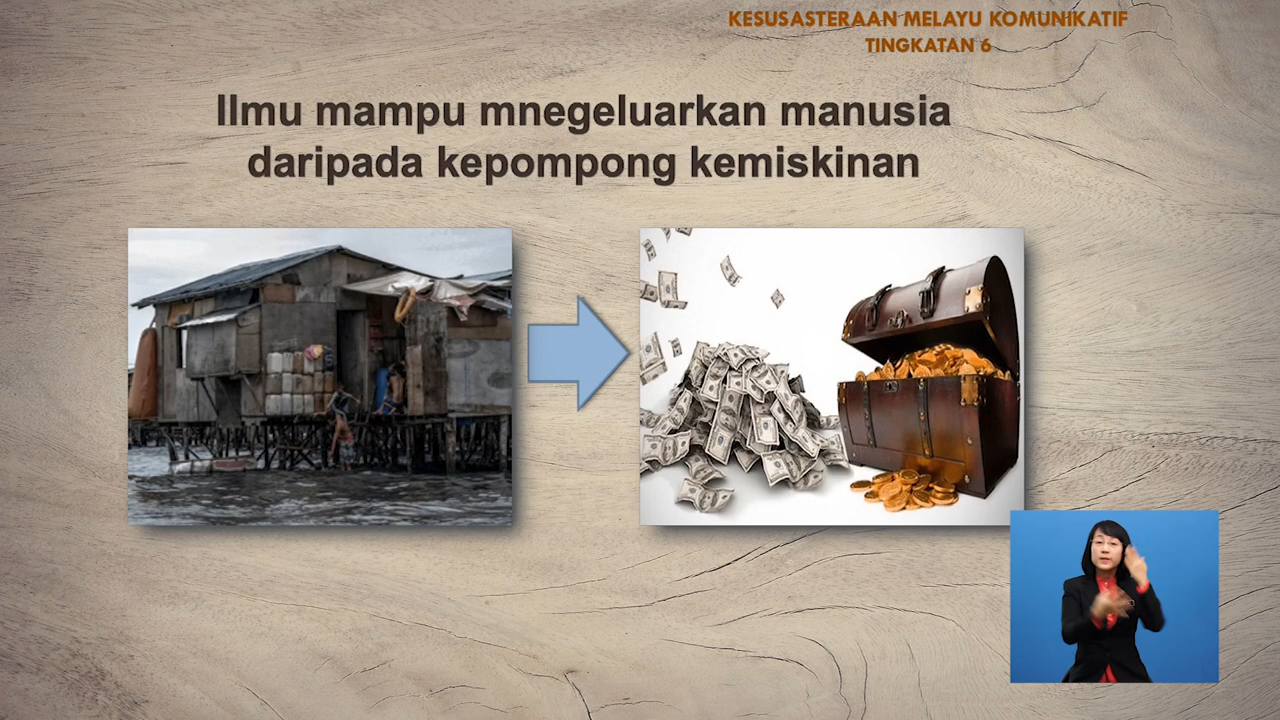 KESUSASTERAAN MELAYU KOMUNIKATIF
TINGKATAN 6
Ilmu mampu mnegeluarkan manusia
daripada kepompong kemiskinan